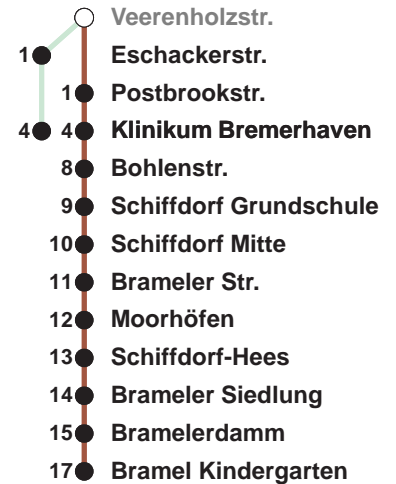 Veerenholzstr.
1 Eschackerstr.
1 Postbrookstr.
4 4 Klinikum Bremerhaven
8 Bohlenstr.
9 Schiffdorf Grundschule
10 Schiffdorf Mitte
11 Brameler Str.
12 Moorhöfen
13 Schiffdorf-Hees
14 Brameler Siedlung
15 Bramelerdamm
17 Bramel Kindergarten